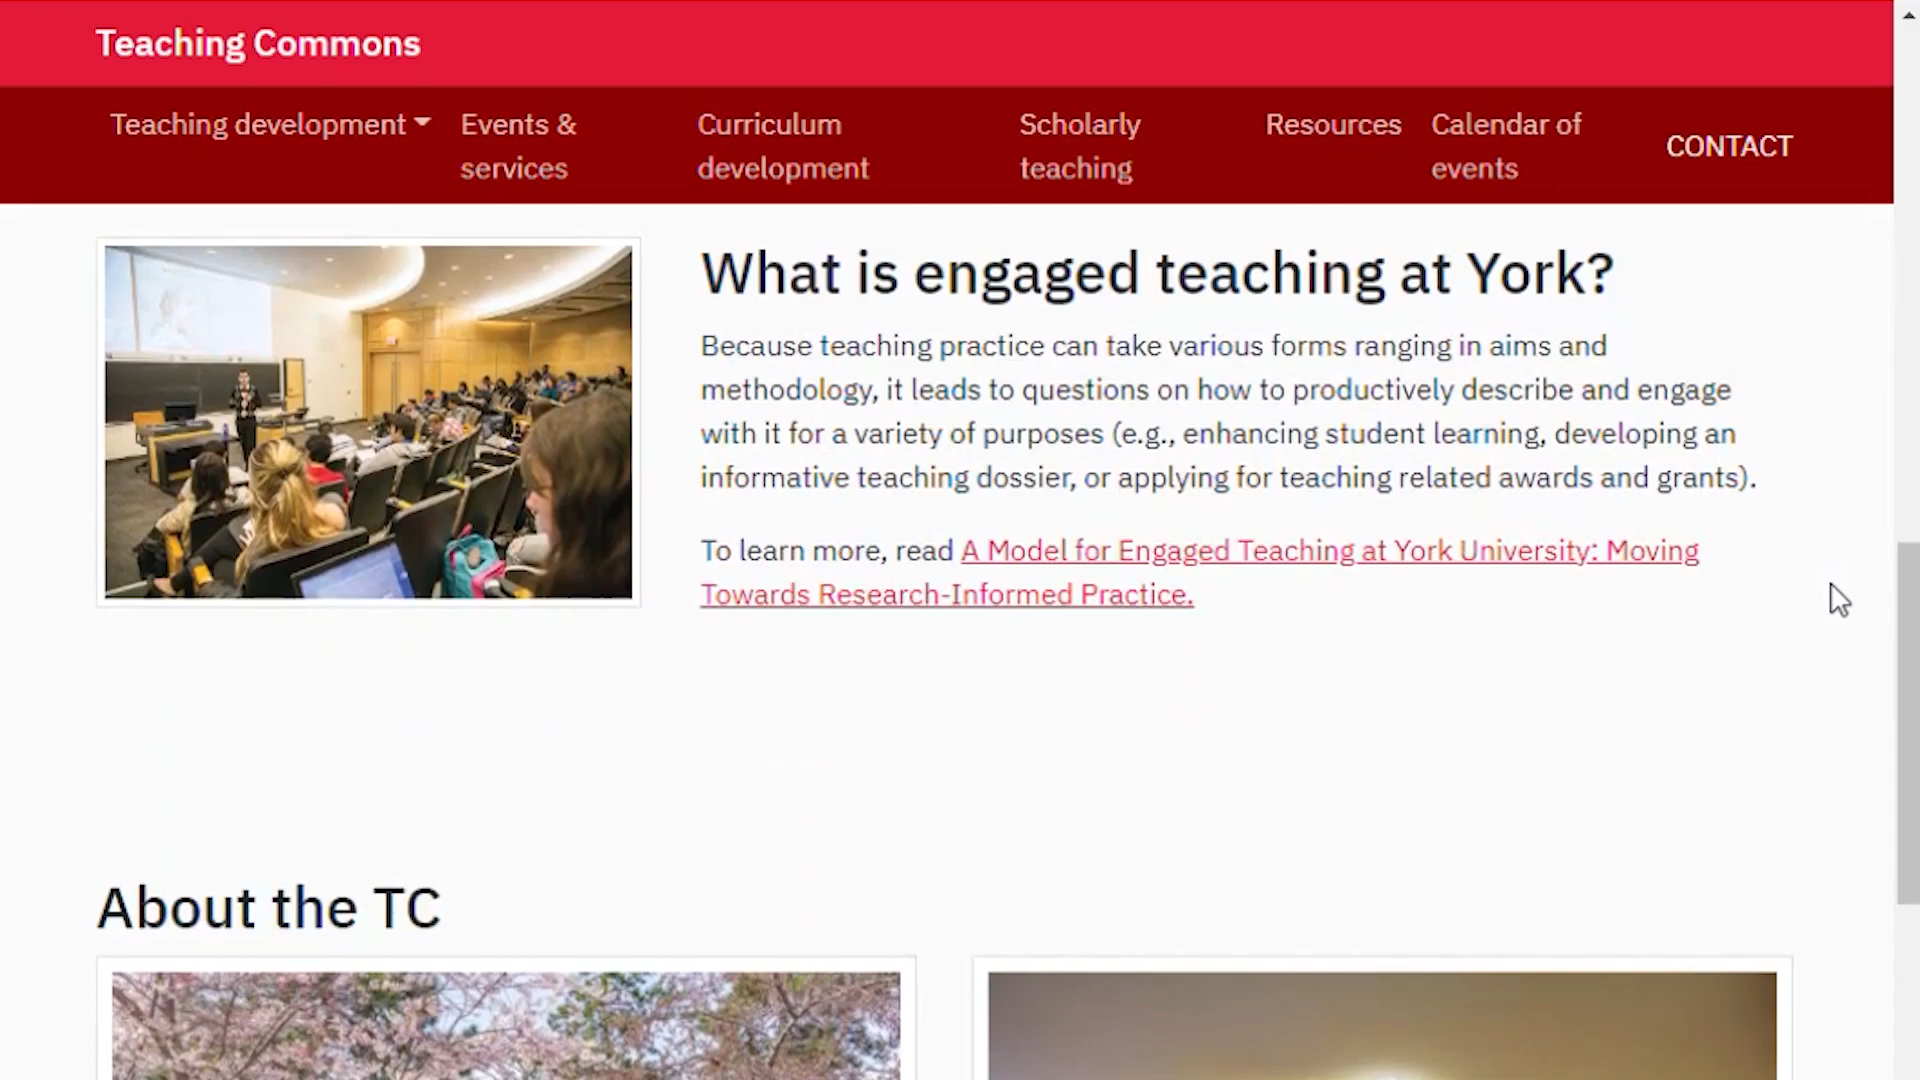 Teaching Commons
Teaching development
Events &
services
Curriculum
development
Scholarly
teaching
Resources
Calendar of
events
CONTACT
What is engaged teaching at York?
Because teaching practice can take various forms ranging in aims and
methodology, it leads to questions on how to productively describe and engage
with it for a variety of purposes (e.g., enhancing student learning, developing an
informative teaching dossier, or applying for teaching related awards and grants).
To learn more, read A Model for Engaged Teaching at York University: Moving
Towards Research-Informed Practice.
About the TC